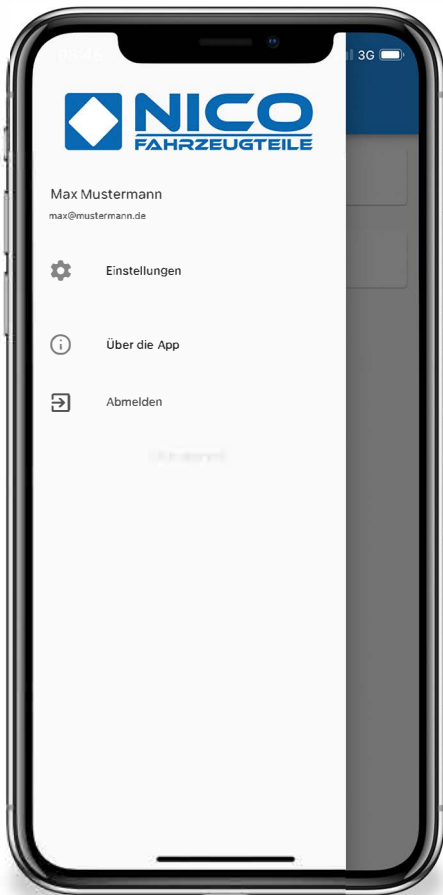 3G
NICO
FAHRZEUGTEILE
Max Mustermann
max@mustermann.de
Einstellungen
Über die App
Abmelden